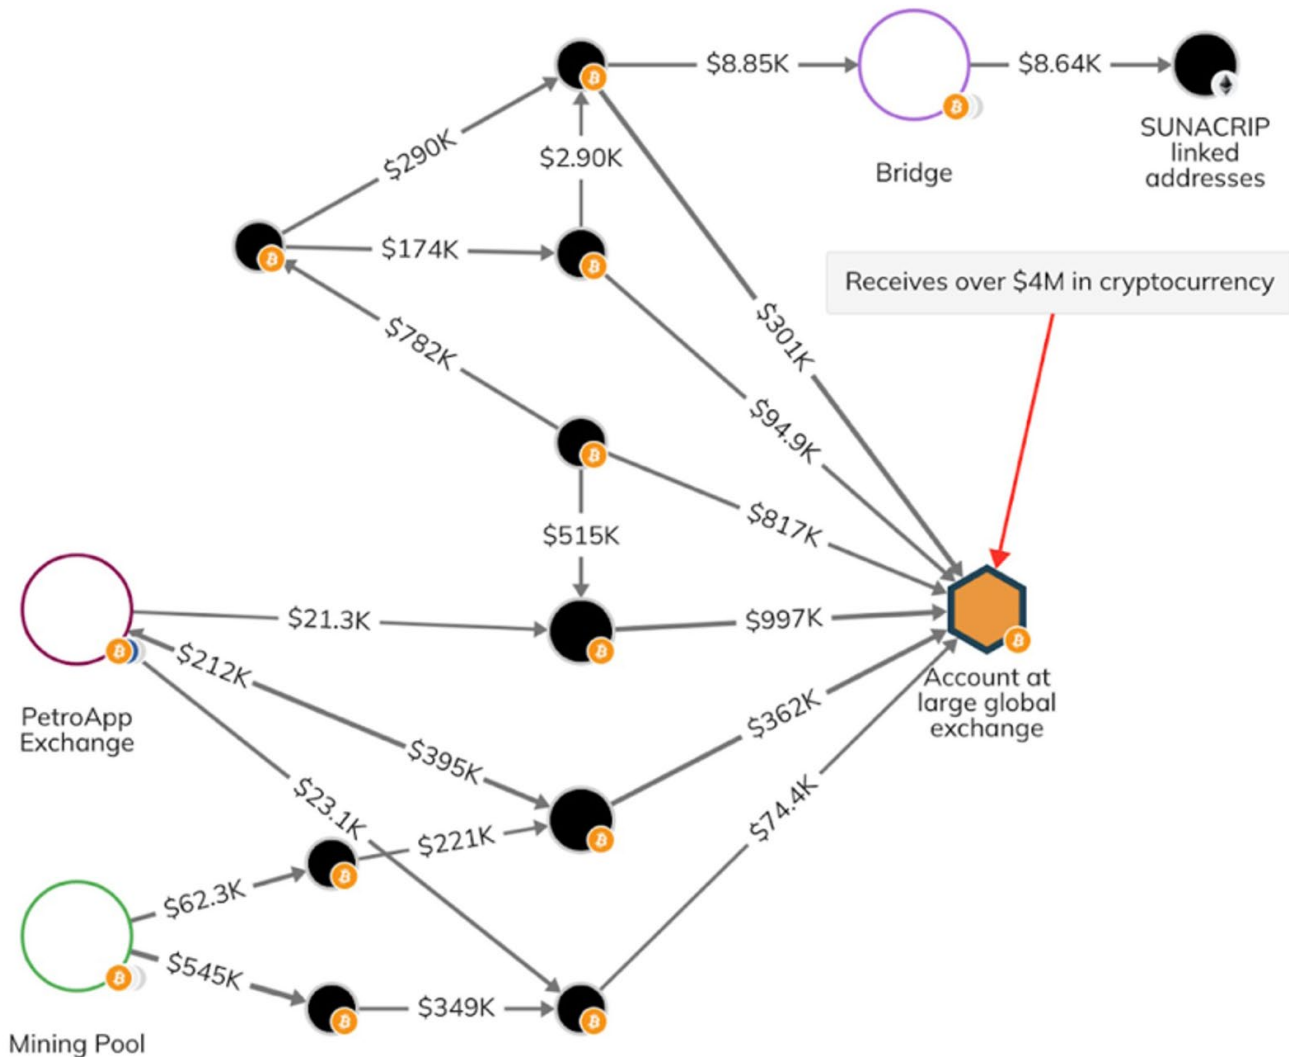 $8.85K
$8.64K
SUNACRIP
linked
addresses
Bridge
$290K
$2.90K
$174K
Receives over $4M in cryptocurrency
$782K
$301K
$94.9K
$817K
$515K
$21.3K
$997K
$212K
PetroApp
Exchange
Account at
large global
exchange
$395K
$362K
$23.1K
$221K
$74.4K
$62.3K
$545K
$349K
Mining Pool